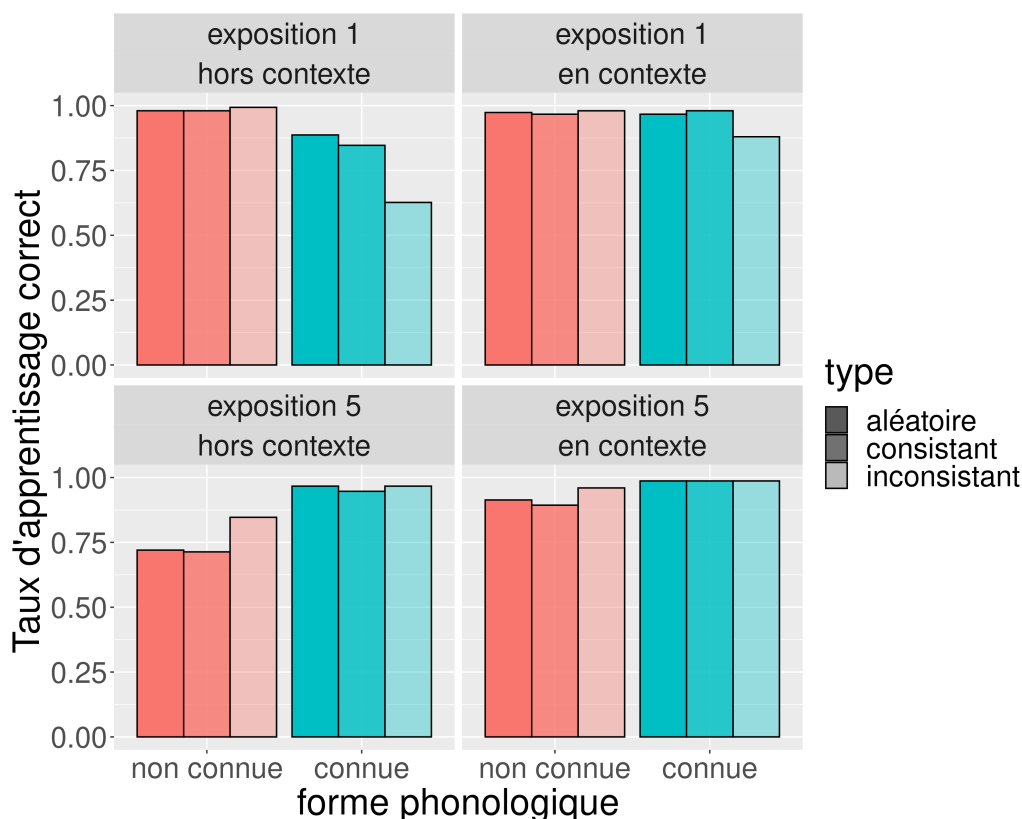 exposition 1
hors contexte
exposition 1
en contexte
1.00
0.75
0.50
0.25
0.00
exposition 5
hors contexte
exposition 5
en contexte
1.00
0.75
0.50
0.25
0.00
Taux d'apprentissage correct
non connue
connue
non connue
connue
forme phonologique
type
aléatoire
consistant
inconsistant